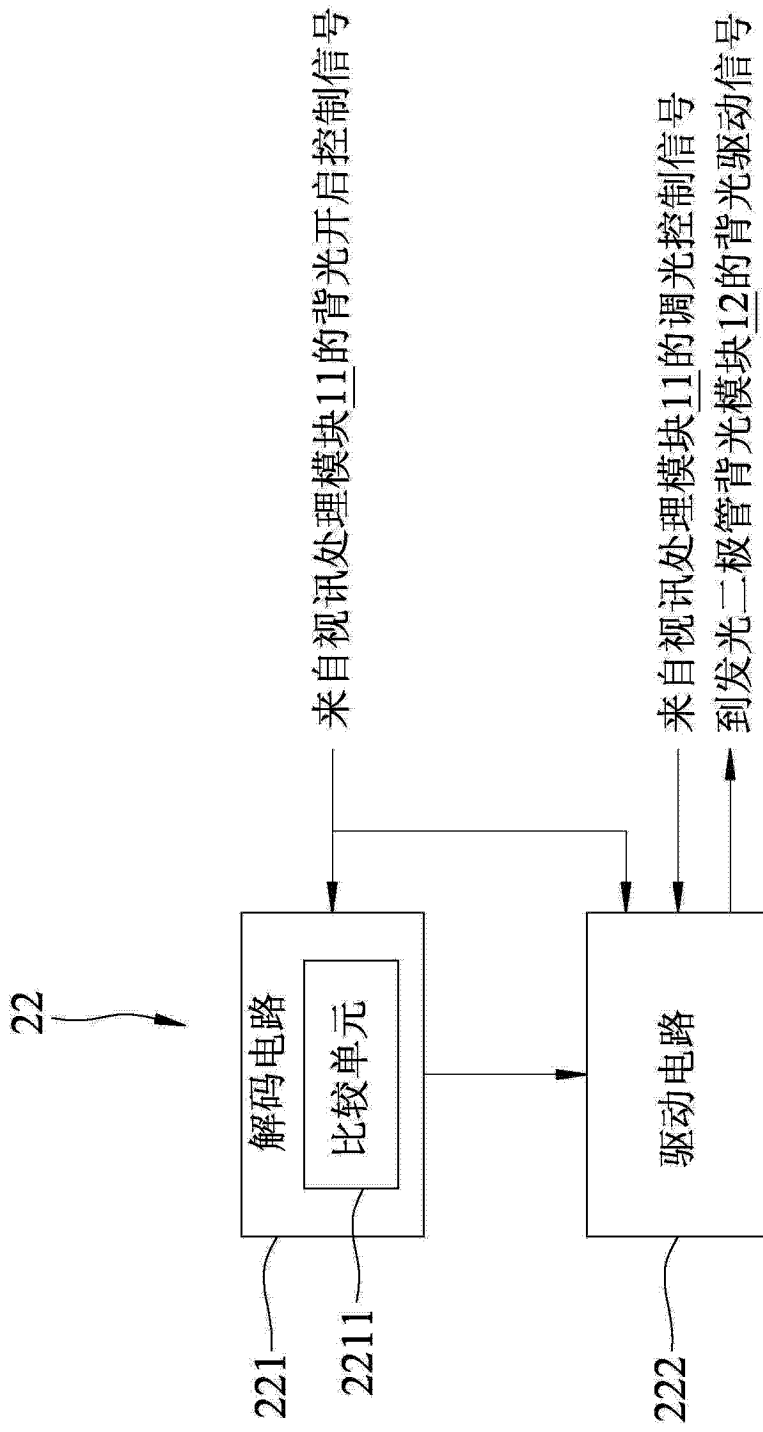 22
解码电路
比较单元
221
2211
来自视讯处理模块11的背光开启控制信号
驱动电路
222
来自视讯处理模块11的调光控制信号
到发光二极管背光模块12的背光驱动信号